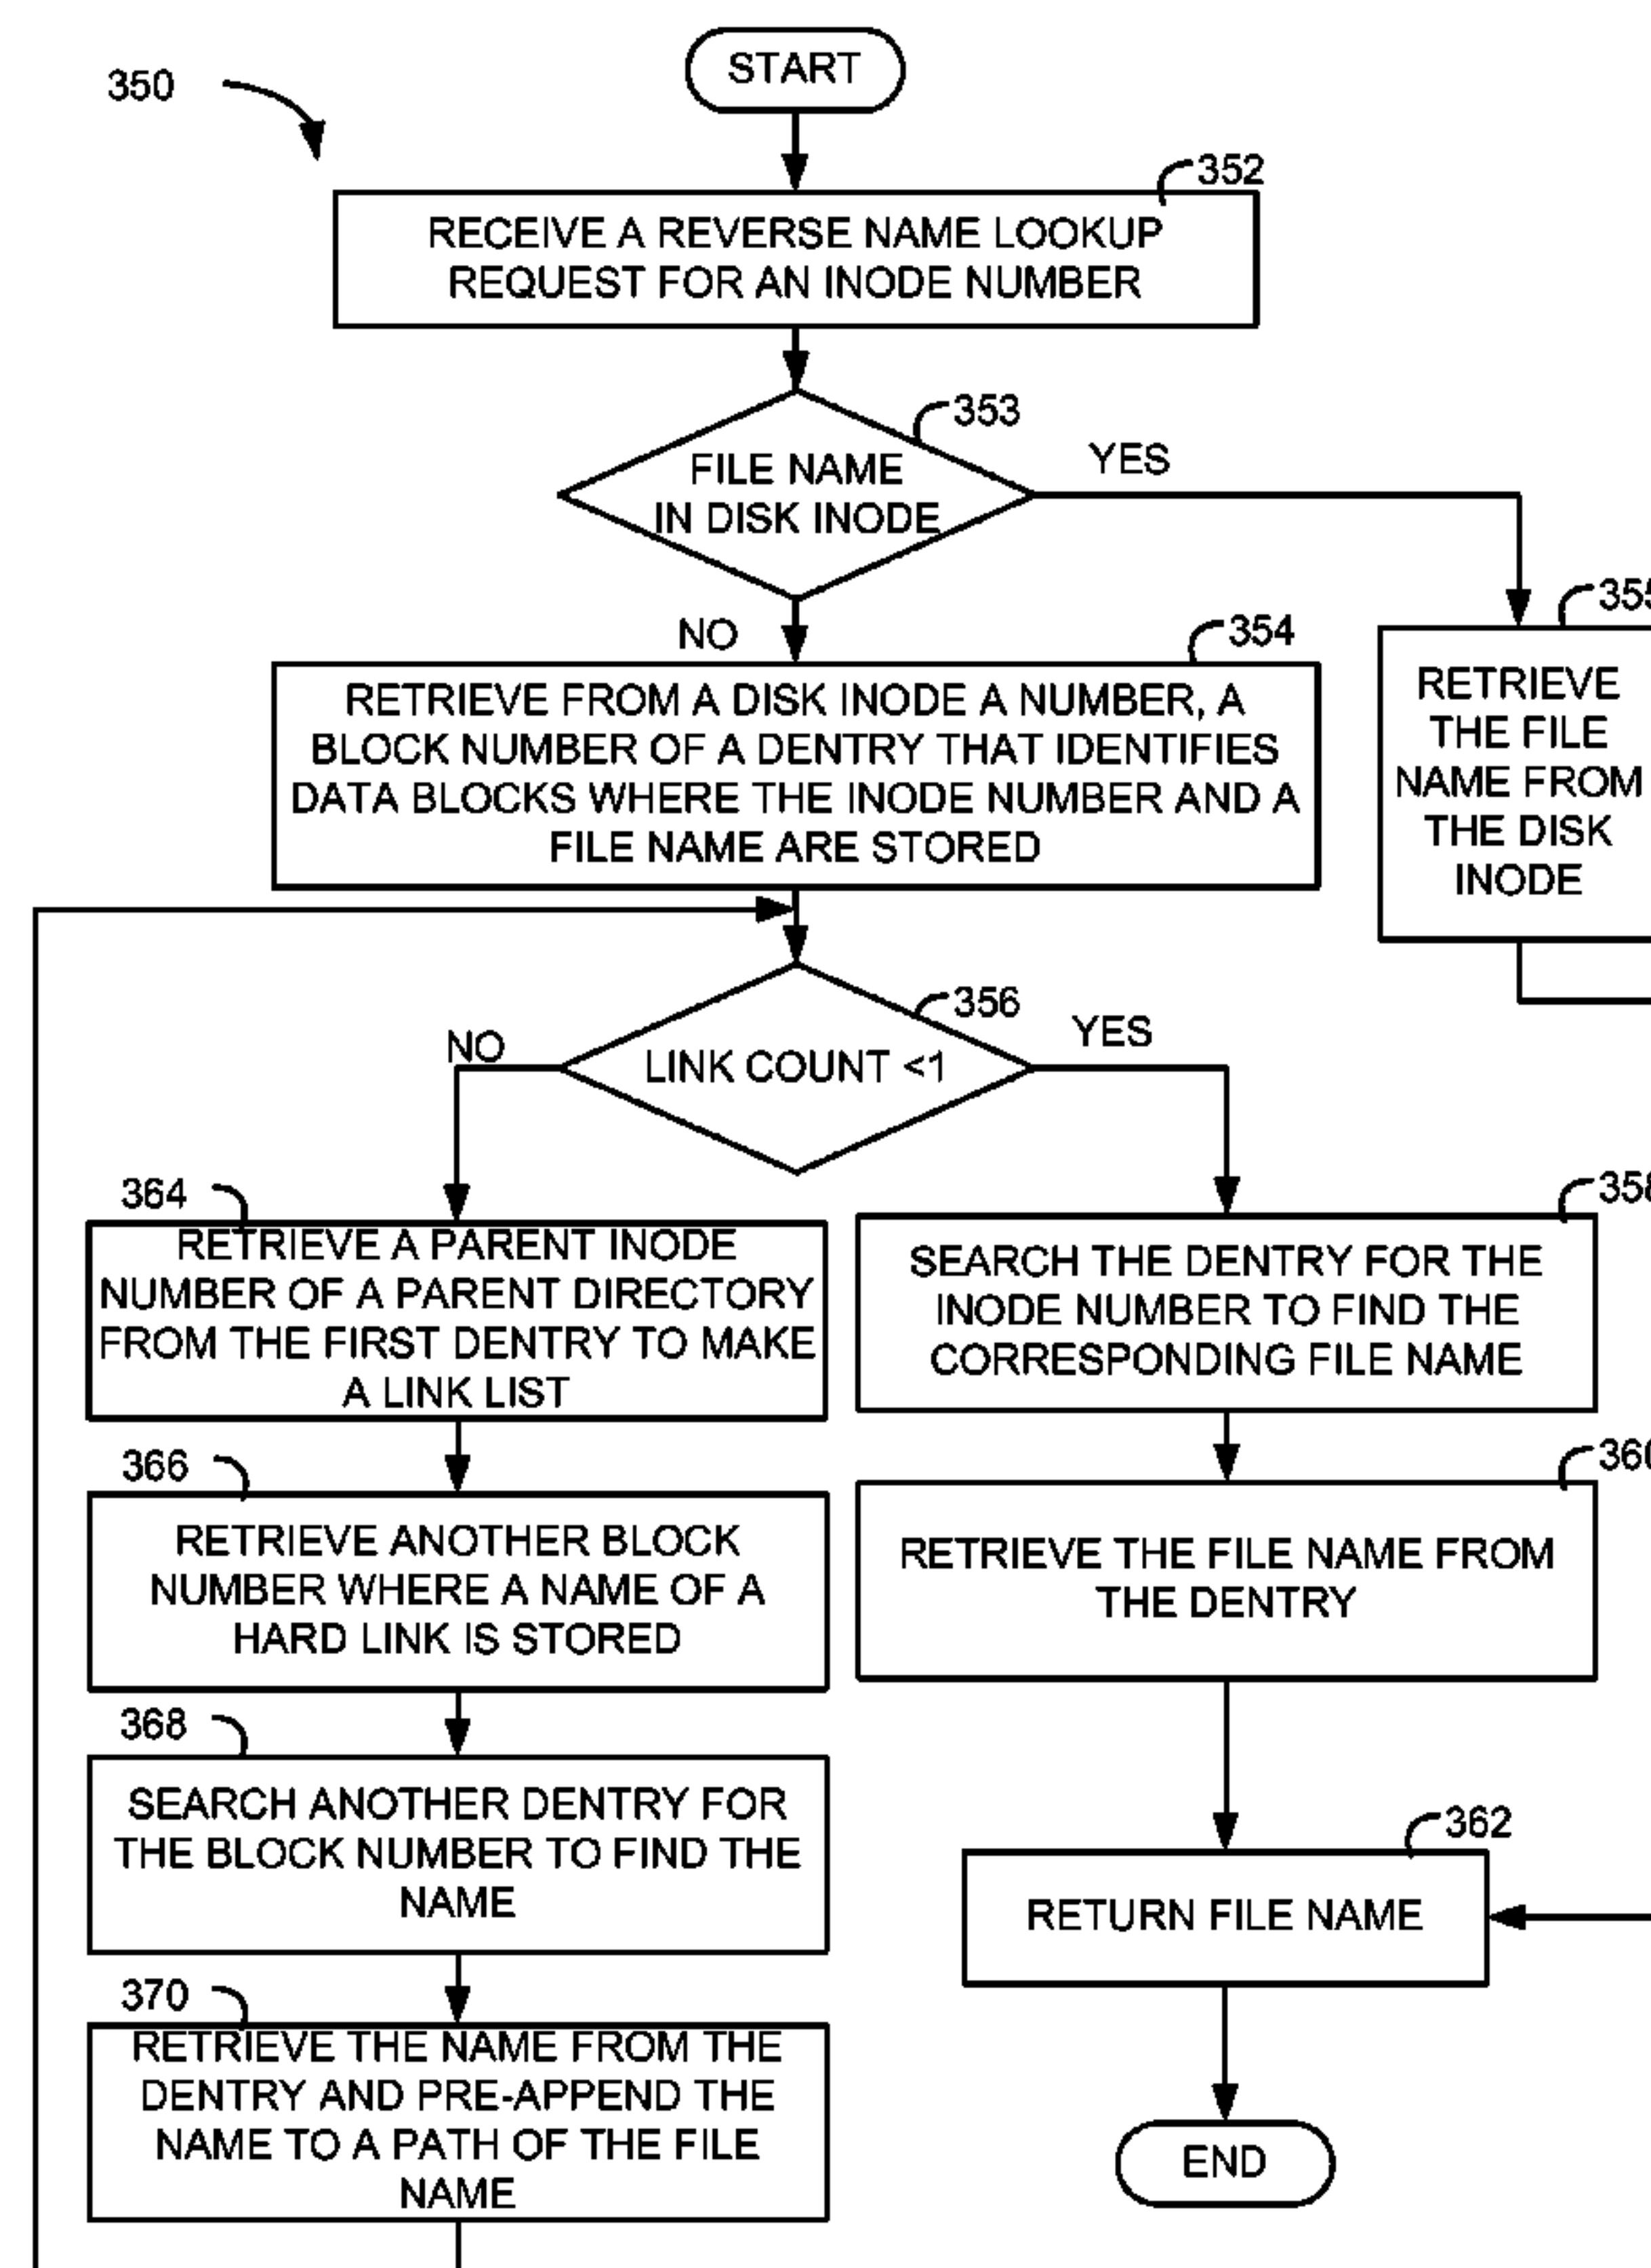 350
START
352
RECEIVE A REVERSE NAME LOOKUP
REQUEST FOR AN INODE NUMBER
353
FILE NAME
IN DISK INODE
YES
NO
354
RETRIEVE FROM A DISK INODE A NUMBER, A
BLOCK NUMBER OF A DENTRY THAT IDENTIFIES
DATA BLOCKS WHERE THE INODE NUMBER AND A
FILE NAME ARE STORED
355
RETRIEVE
THE FILE
NAME FROM
THE DISK
INODE
356
LINK COUNT <1
NO
YES
364
RETRIEVE A PARENT INODE
NUMBER OF A PARENT DIRECTORY
FROM THE FIRST DENTRY TO MAKE
A LINK LIST
358
SEARCH THE DENTRY FOR THE
INODE NUMBER TO FIND THE
CORRESPONDING FILE NAME
366
RETRIEVE ANOTHER BLOCK
NUMBER WHERE A NAME OF A
HARD LINK IS STORED
360
RETRIEVE THE FILE NAME FROM
THE DENTRY
368
SEARCH ANOTHER DENTRY FOR
THE BLOCK NUMBER TO FIND THE
NAME
362
RETURN FILE NAME
370
RETRIEVE THE NAME FROM THE
DENTRY AND PRE-APPEND THE
NAME TO A PATH OF THE FILE
NAME
END